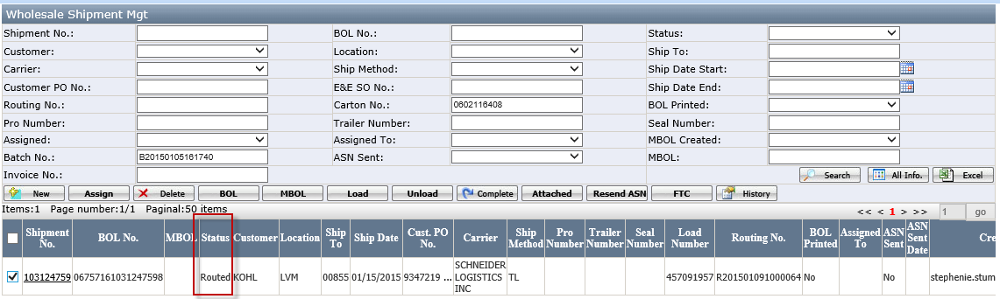 Wholesale Shipment Mgt
Shipment No.: BOL No.: Status:
Customer: Location: Ship To:
Carrier: Ship Method: Ship Date Start:
Customer PO No.: E&E SO No.: Ship Date End:
Routing No.: Carton No.: 0602116408 BOL Printed:
Pro Number: Trailer Number: Seal Number:
Assigned: Assigned To: MBOL Created:
Batch No.: B20150105161740 ASN Sent: MBOL:
Invoice No.: Search All Info. Excel
New Assign Delete BOL MBOL Load Unload Complete Attached Resend ASN FTC History
Items:1 Page number:1/1 Paginal:50 items << < 1 > >> 1 go
Shipment No. BOL No. MBOL Status Customer Location Ship To Ship Date Cust. PO No. Carrier Ship Method Pro Number Trailer Number Seal Number Load Number Routing No. BOL Printed Assigned To ASN Sent ASN Sent Date Cre
103124759 06757161031247598 Routed KOHL LVM 00855 01/15/2015 9347219 ... SCHNEIDER LOGISTICS INC TL 457091957 R201501091000064 No No stephenie.stum